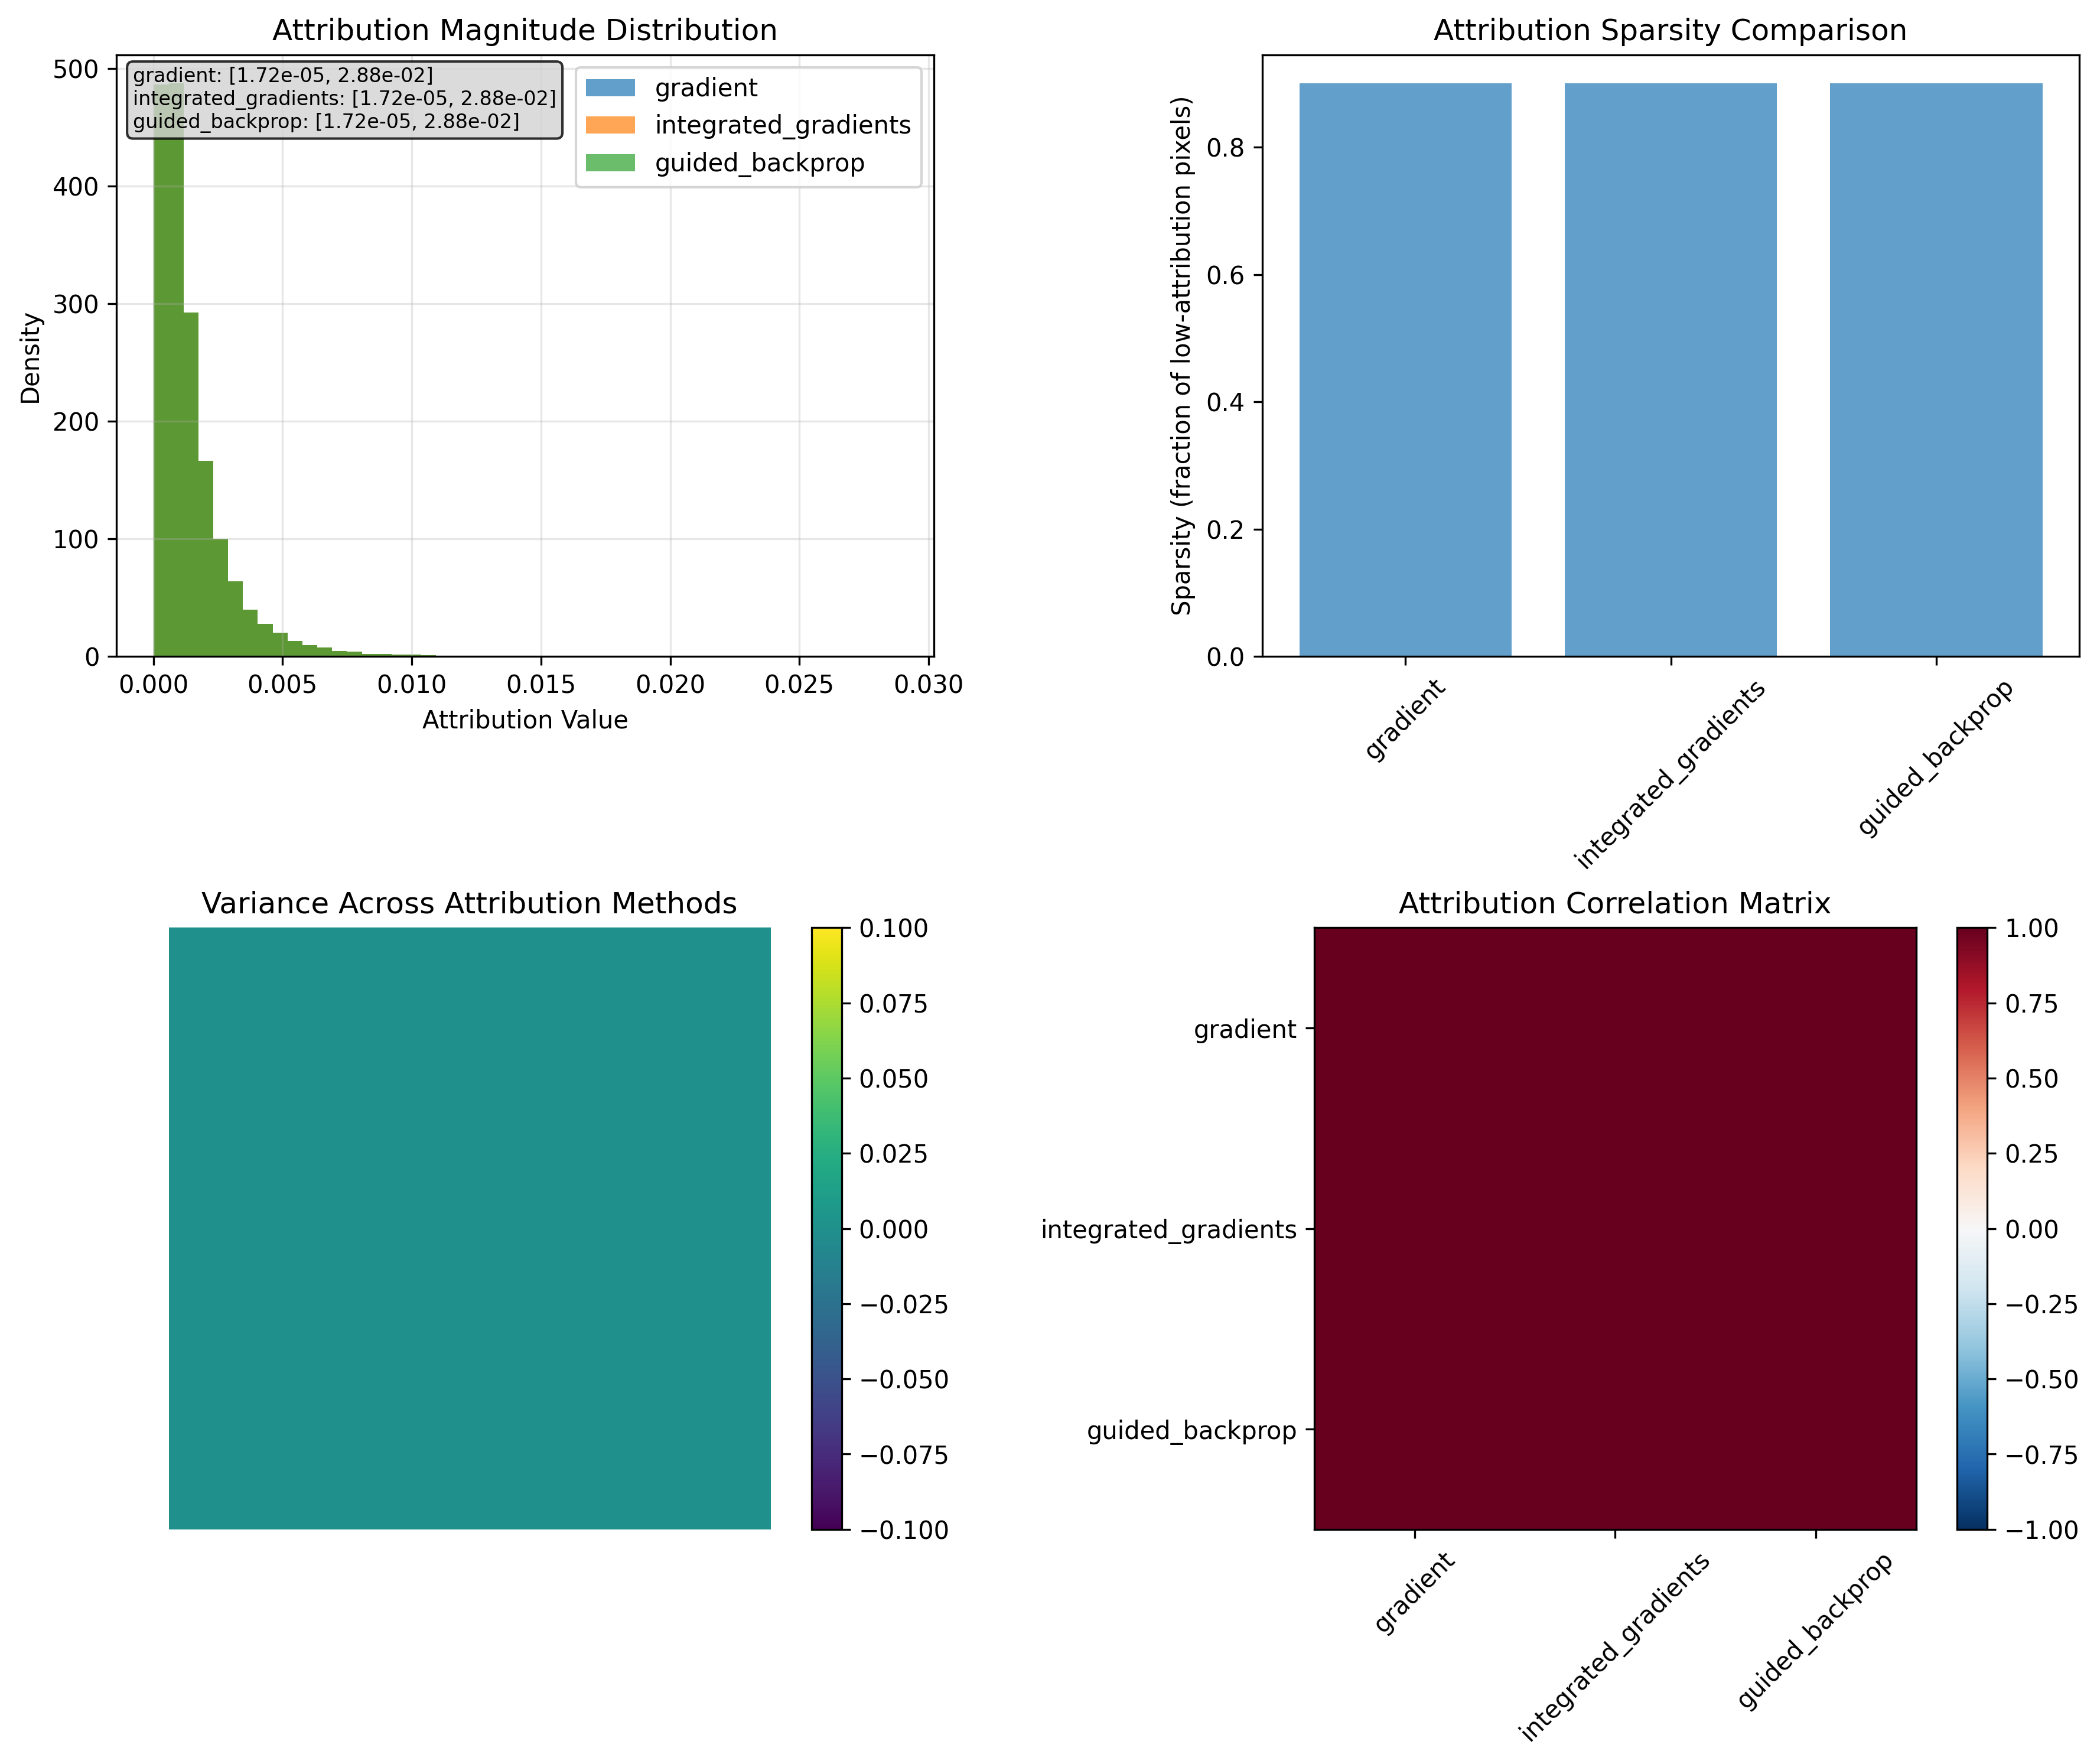 Attribution Magnitude Distribution
500
400
300
200
100
0
Density
gradient: [1.72e-05, 2.88e-02]
integrated_gradients: [1.72e-05, 2.88e-02]
guided_backprop: [1.72e-05, 2.88e-02]
gradient
integrated_gradients
guided_backprop
0.000
0.005
0.010
0.015
0.020
0.025
0.030
Attribution Value
Attribution Sparsity Comparison
Sparsity (fraction of low-attribution pixels)
0.8
0.6
0.4
0.2
0.0
gradient
integrated_gradients
guided_backprop
Variance Across Attribution Methods
0.100
0.075
0.050
0.025
0.000
−0.025
−0.050
−0.075
−0.100
Attribution Correlation Matrix
gradient
integrated_gradients
guided_backprop
gradient
integrated_gradients
guided_backprop
1.00
0.75
0.50
0.25
0.00
−0.25
−0.50
−0.75
−1.00